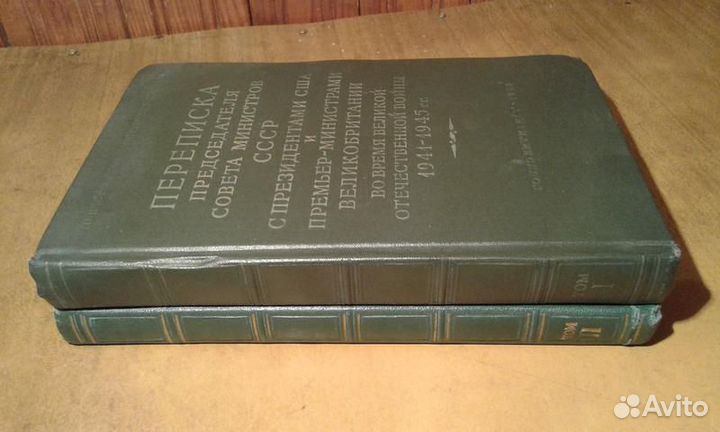 ПЕРЕПИСКА
ПРЕДСЕДАТЕЛЯ
СОВЕТА МИНИСТРОВ
СССР
С ПРЕЗИДЕНТАМИ США
И
ПРЕМЬЕР-МИНИСТРАМИ
ВЕЛИКОБРИТАНИИ
ВО ВРЕМЯ ВЕЛИКОЙ
ОТЕЧЕСТВЕННОЙ ВОЙНЫ
1941-1945 гг.
ТОМ
I
ТОМ
II
Avito